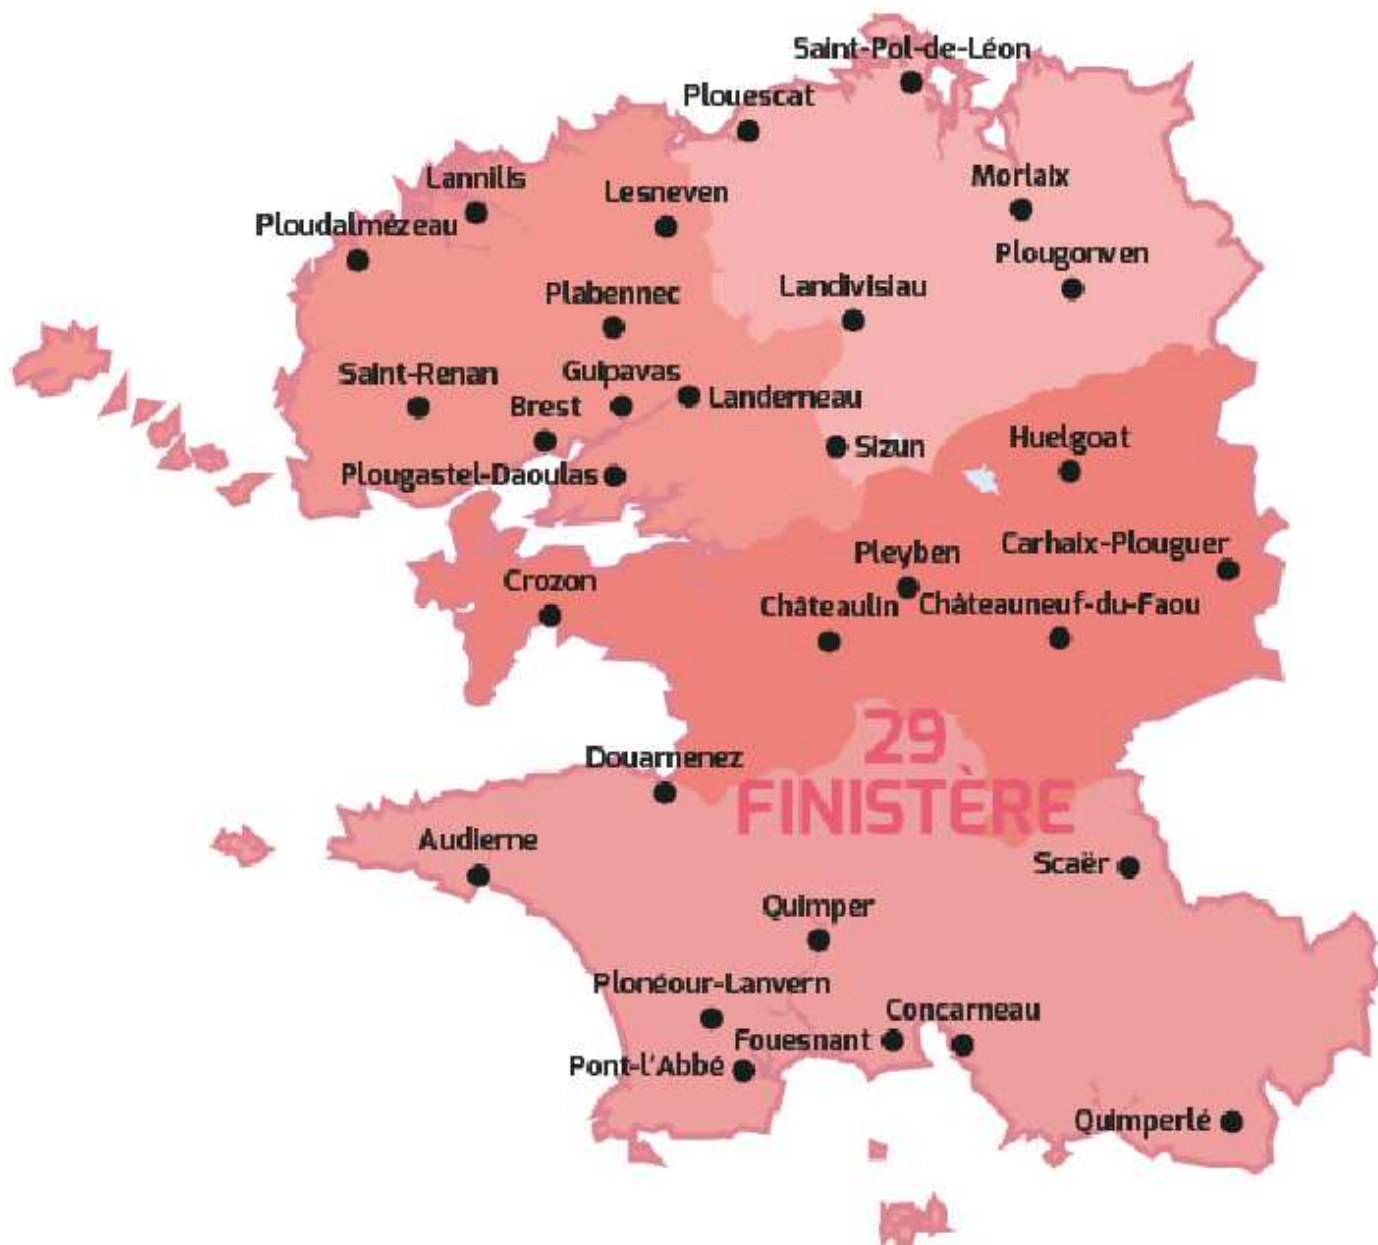 Saint-Pol-de-Léon
Plouescat
Lannilis
Lesneven
Morlaix
Ploudalmézeau
Plougonven
Plabennec
Landivisiau
Saint-Renan
Guipavas
Brest
Landerneau
Sizun
Huelgoat
Plougastel-Daoulas
Pleyben
Carhaix-Plouguer
Crozon
Châteaulin
Châteauneuf-du-Faou
29
FINISTÈRE
Douarnenez
Audierne
Scaër
Quimper
Plonéour-Lanvern
Concarneau
Fouesnant
Pont-l'Abbé
Quimperlé